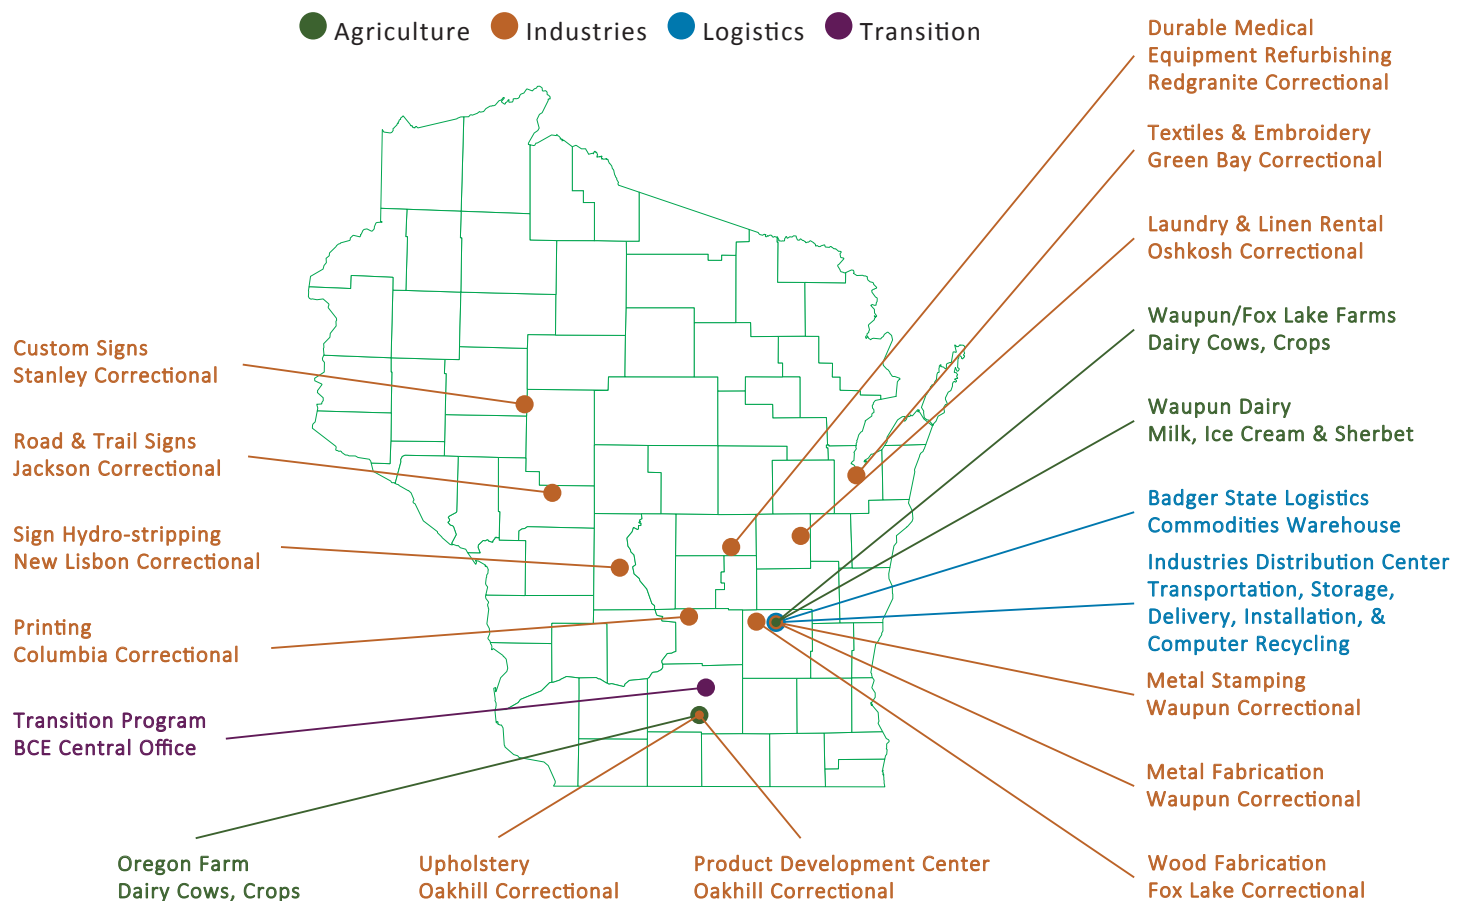 Agriculture
Industries
Logistics
Transition
Durable Medical
Equipment Refurbishing
Redgranite Correctional
Textiles & Embroidery
Green Bay Correctional
Laundry & Linen Rental
Oshkosh Correctional
Waupun/Fox Lake Farms
Dairy Cows, Crops
Waupun Dairy
Milk, Ice Cream & Sherbet
Badger State Logistics
Commodities Warehouse
Industries Distribution Center
Transportation, Storage,
Delivery, Installation, &
Computer Recycling
Metal Stamping
Waupun Correctional
Metal Fabrication
Waupun Correctional
Wood Fabrication
Fox Lake Correctional
Custom Signs
Stanley Correctional
Road & Trail Signs
Jackson Correctional
Sign Hydro-stripping
New Lisbon Correctional
Printing
Columbia Correctional
Transition Program
BCE Central Office
Oregon Farm
Dairy Cows, Crops
Upholstery
Oakhill Correctional
Product Development Center
Oakhill Correctional